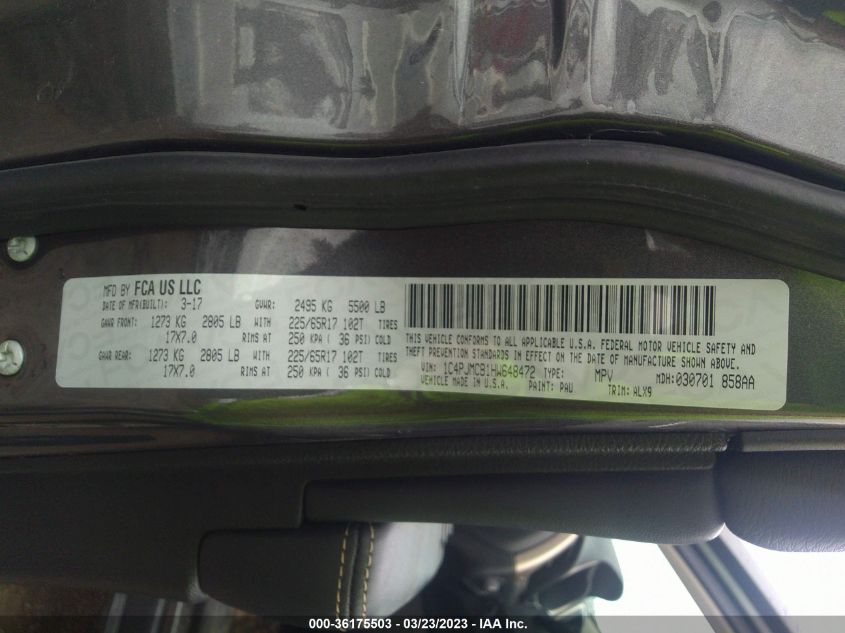 MFD BY FCA US LLC
DATE OF MFR(BUILT): 3-17 GVWR: 2495 KG 5500 LB
GAWR FRONT: 1273 KG 2805 LB WITH 225/65R17 102T TIRES
17X7.0 RIMS AT 250 KPA ( 36 PSI) COLD
GAWR REAR: 1273 KG 2805 LB WITH 225/65R17 102T TIRES
17X7.0 RIMS AT 250 KPA ( 36 PSI) COLD
THIS VEHICLE CONFORMS TO ALL APPLICABLE U.S.A. FEDERAL MOTOR VEHICLE SAFETY AND
THEFT PREVENTION STANDARDS IN EFFECT ON THE DATE OF MANUFACTURE SHOWN ABOVE.
VIN: 1C4PJMCB1HW648472 TYPE: MPV MDH:030701 858AA
VEHICLE MADE IN U.S.A. PAINT: PAU TRIM: ALX9
000-36175503 / 03/23/2023 - IAA Inc.